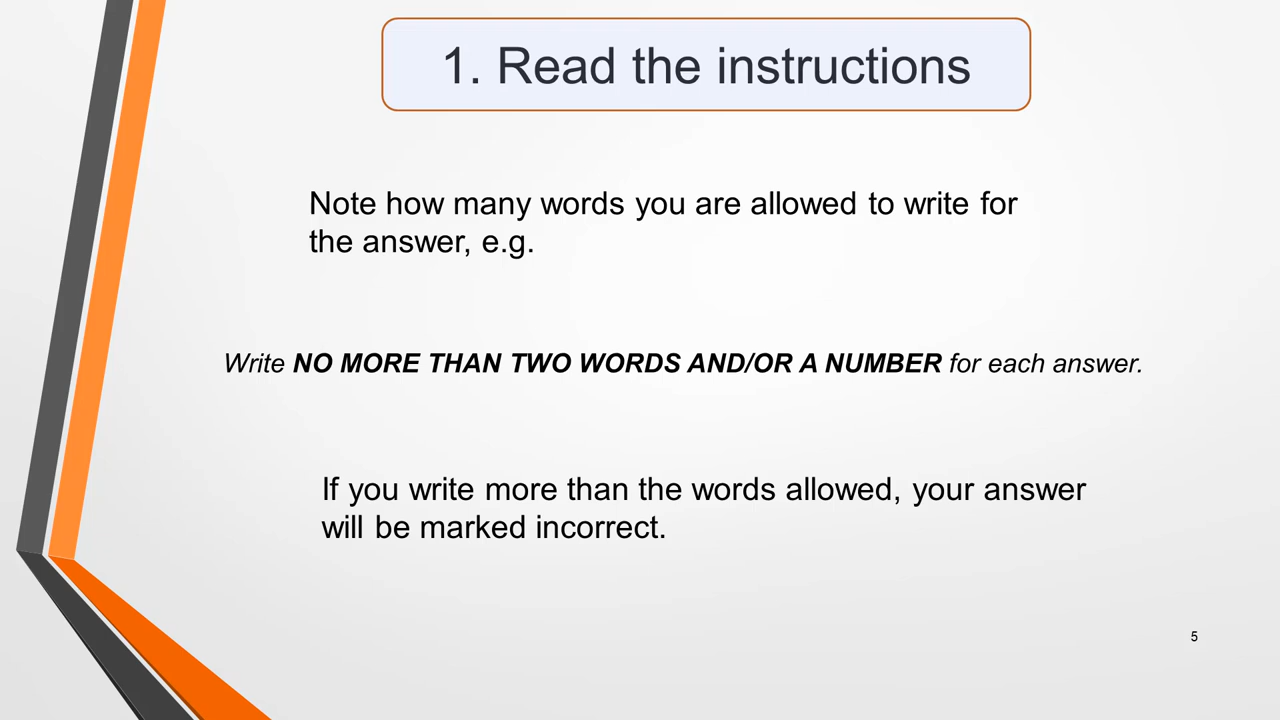 1. Read the instructions
Note how many words you are allowed to write for
the answer, e.g.
Write NO MORE THAN TWO WORDS AND/OR A NUMBER for each answer.
If you write more than the words allowed, your answer
will be marked incorrect.
5